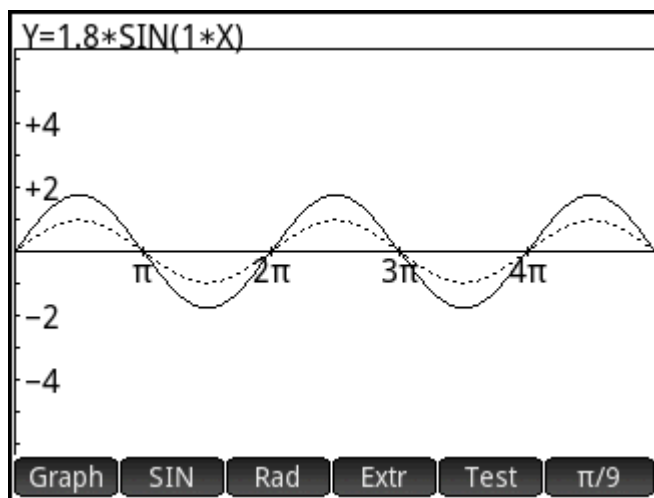 Y=1.8*SIN(1*X)
+4
+2
π 2π 3π 4π
−2
−4
Graph SIN Rad Extr Test π/9